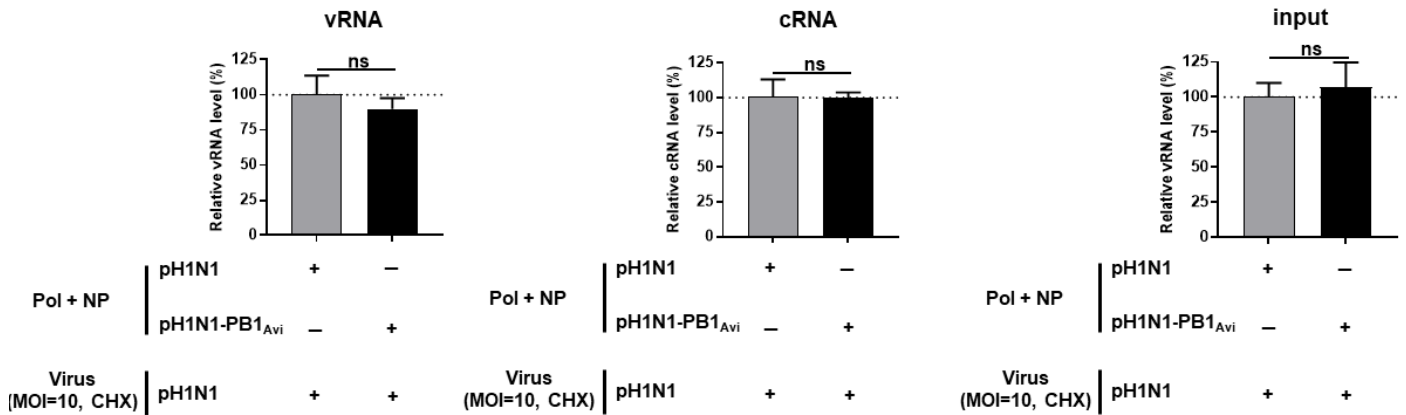 vRNA
Relative vRNA level (%)
125
100
75
50
25
0
ns
Pol + NP
pH1N1 + –
pH1N1-PB1Avi – +
Virus
(MOI=10, CHX)
pH1N1 + +
cRNA
Relative cRNA level (%)
125
100
75
50
25
0
ns
Pol + NP
pH1N1 + –
pH1N1-PB1Avi – +
Virus
(MOI=10, CHX)
pH1N1 + +
input
Relative vRNA level (%)
125
100
75
50
25
0
ns
Pol + NP
pH1N1 + –
pH1N1-PB1Avi – +
Virus
(MOI=10, CHX)
pH1N1 + +